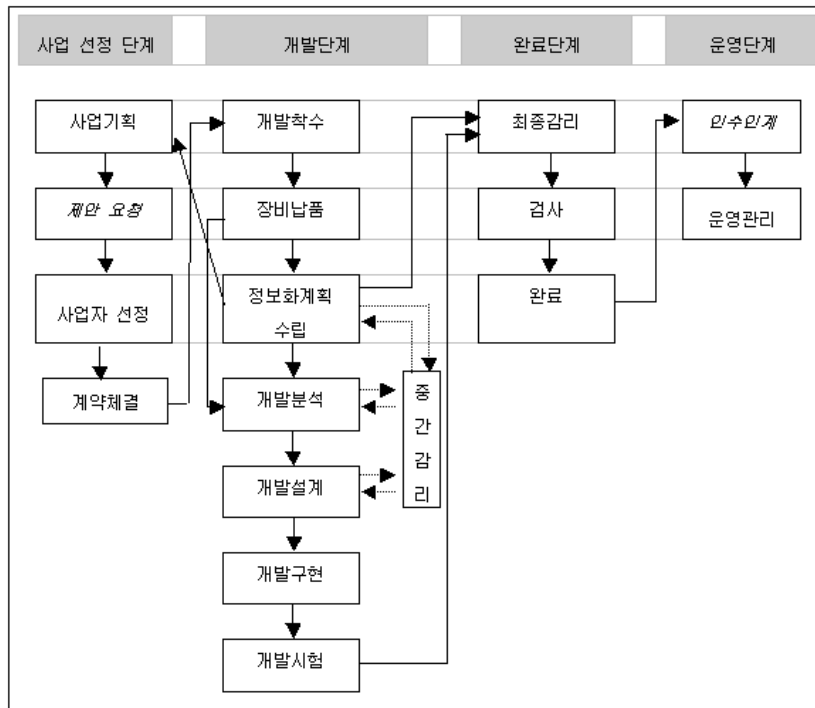 사업 선정 단계
개발단계
완료단계
운영단계
사업기획
제안 요청
사업자 선정
계약체결
개발착수
장비납품
정보화계획
수립
개발분석
개발설계
개발구현
개발시험
중
간
감
리
최종감리
검사
완료
인수인계
운영관리